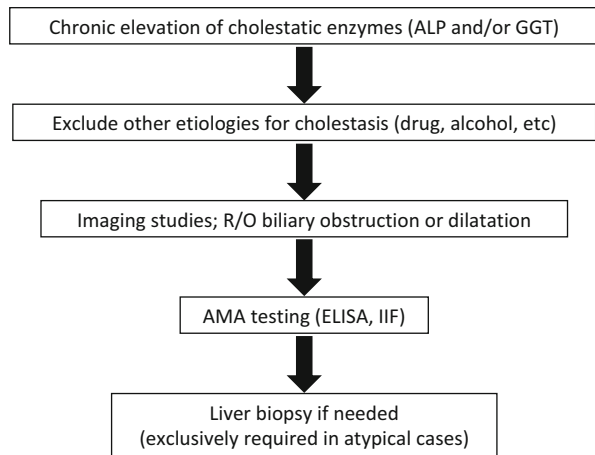 Chronic elevation of cholestatic enzymes (ALP and/or GGT)
Exclude other etiologies for cholestasis (drug, alcohol, etc)
Imaging studies; R/O biliary obstruction or dilatation
AMA testing (ELISA, IIF)
Liver biopsy if needed
(exclusively required in atypical cases)